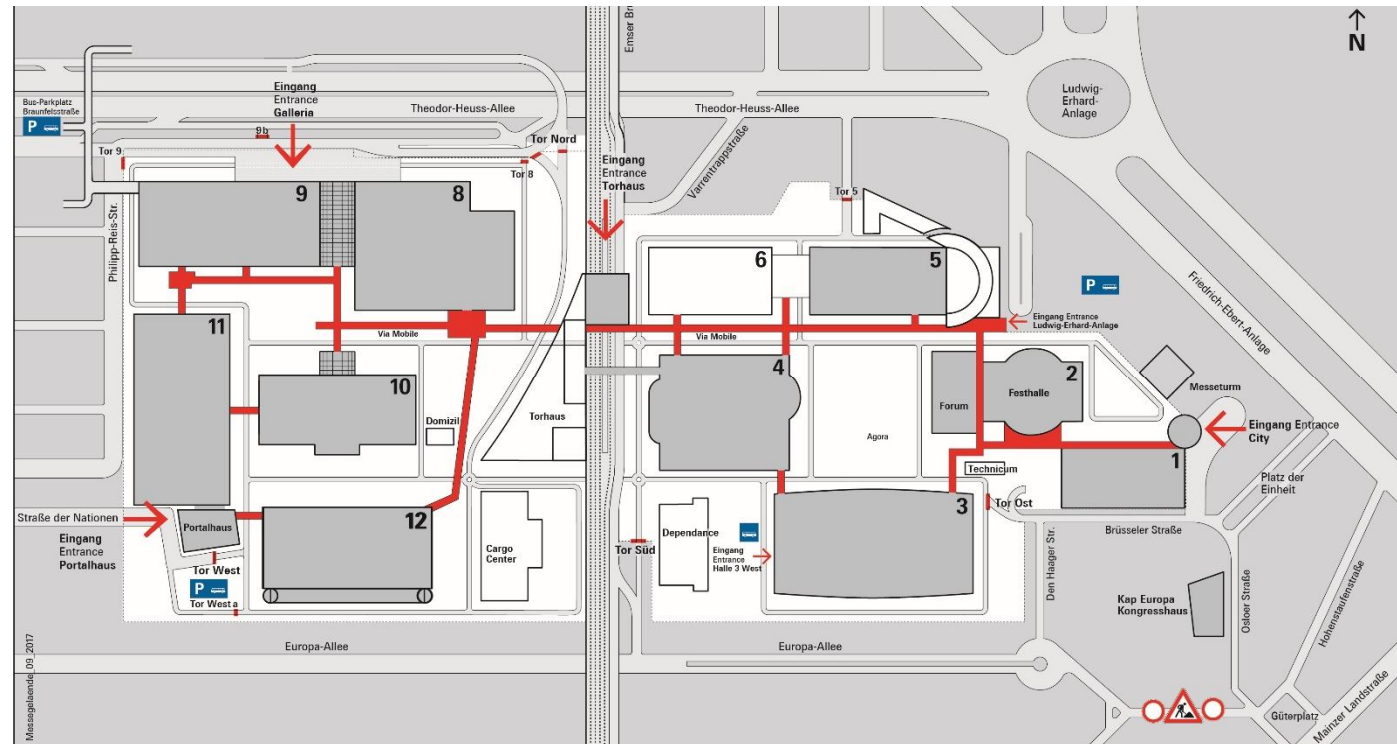 N
Emser Br
Bus-Parkplatz
Braunfelsstraße
P
Eingang
Entrance
Galleria
Theodor-Heuss-Allee
Theodor-Heuss-Allee
Ludwig-
Erhard-
Anlage
9b
Tor 9
Tor Nord
Tor 8
Eingang
Entrance
Torhaus
Varrentrappstraße
Tor 5
Philipp-Reis-Str.
9
8
6
5
P
Friedrich-Ebert-Anlage
Eingang Entrance
Ludwig-Erhard-Anlage
11
Via Mobile
Via Mobile
10
4
2
Festhalle
Forum
Messeturm
Domizil
Torhaus
Agora
Eingang Entrance
City
1
Technicum
Platz der
Einheit
Straße der Nationen
Portalhaus
12
3
Tor Ost
Brüsseler Straße
Eingang
Entrance
Portalhaus
Cargo
Center
Dependance
Tor Süd
Eingang
Entrance
Halle 3 West
Den Haager Str.
Tor West
P
Tor West a
Kap Europa
Kongresshaus
Osloer Straße
Hohenstaufenstraße
Europa-Allee
Europa-Allee
Messegelaende_09_2017
Güterplatz
Mainzer Landstraße